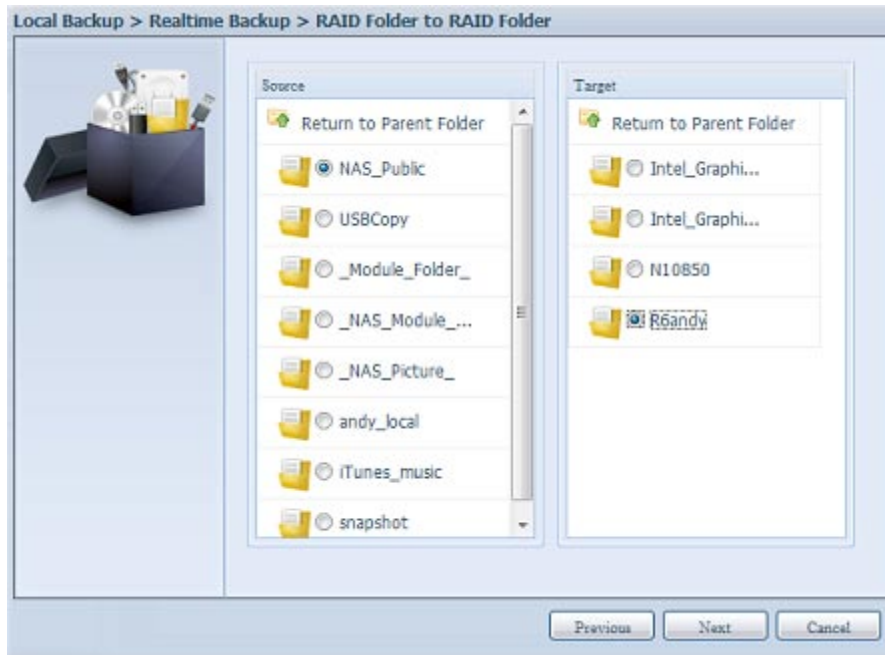 Local Backup > Realtime Backup > RAID Folder to RAID Folder
Source
Return to Parent Folder
NAS_Public
USBCopy
_Module_Folder_
_NAS_Module_...
_NAS_Picture_
andy_local
iTunes_music
snapshot
Target
Return to Parent Folder
Intel_Graphi...
Intel_Graphi...
N10850
R6andy
Previous
Next
Cancel